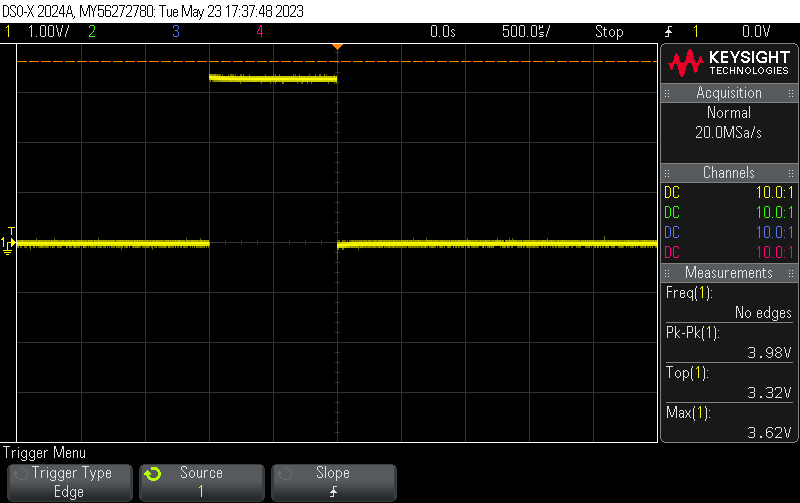 DSO-X 2024A, MY56272780: Tue May 23 17:37:48 2023
1 1.00V/ 2 3 4 0.0s 500.0µ/ Stop 1 0.0V
KEYSIGHT
TECHNOLOGIES
Acquisition
Normal
20.0MSa/s
Channels
DC 10.0:1
DC 10.0:1
DC 10.0:1
DC 10.0:1
Measurements
Freq(1):
No edges
Pk-Pk(1):
3.98V
Top(1):
3.32V
Max(1):
3.62V
T
1
Trigger Menu
Trigger Type
Edge
Source
1
Slope